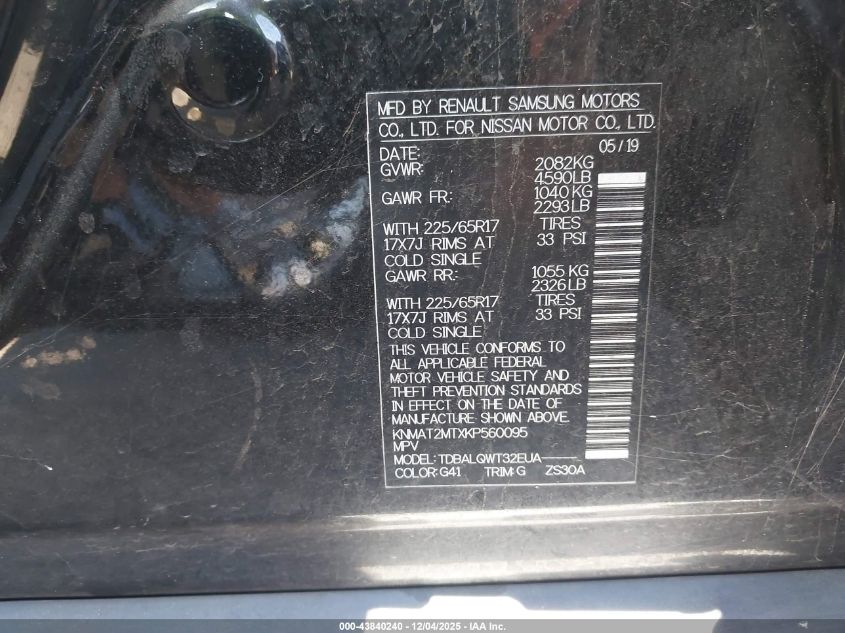 MFD BY RENAULT SAMSUNG MOTORS
CO., LTD. FOR NISSAN MOTOR CO., LTD.
DATE: 05/19
GVWR: 2082KG
4590LB
GAWR FR: 1040KG
2293LB
WITH 225/65R17 TIRES
17X7J RIMS AT 33 PSI
COLD SINGLE
GAWR RR: 1055 KG
2326LB
WITH 225/65R17 TIRES
17X7J RIMS AT 33 PSI
COLD SINGLE
THIS VEHICLE CONFORMS TO
ALL APPLICABLE FEDERAL
MOTOR VEHICLE SAFETY AND
THEFT PREVENTION STANDARDS
IN EFFECT ON THE DATE OF
MANUFACTURE SHOWN ABOVE.
KNMAT2MTXKP560095
MPV
MODEL: TDBALQWT32EUA-----
COLOR:G41 TRIM:G ZS30A
000-43840240 - 12/04/2025 - IAA Inc.